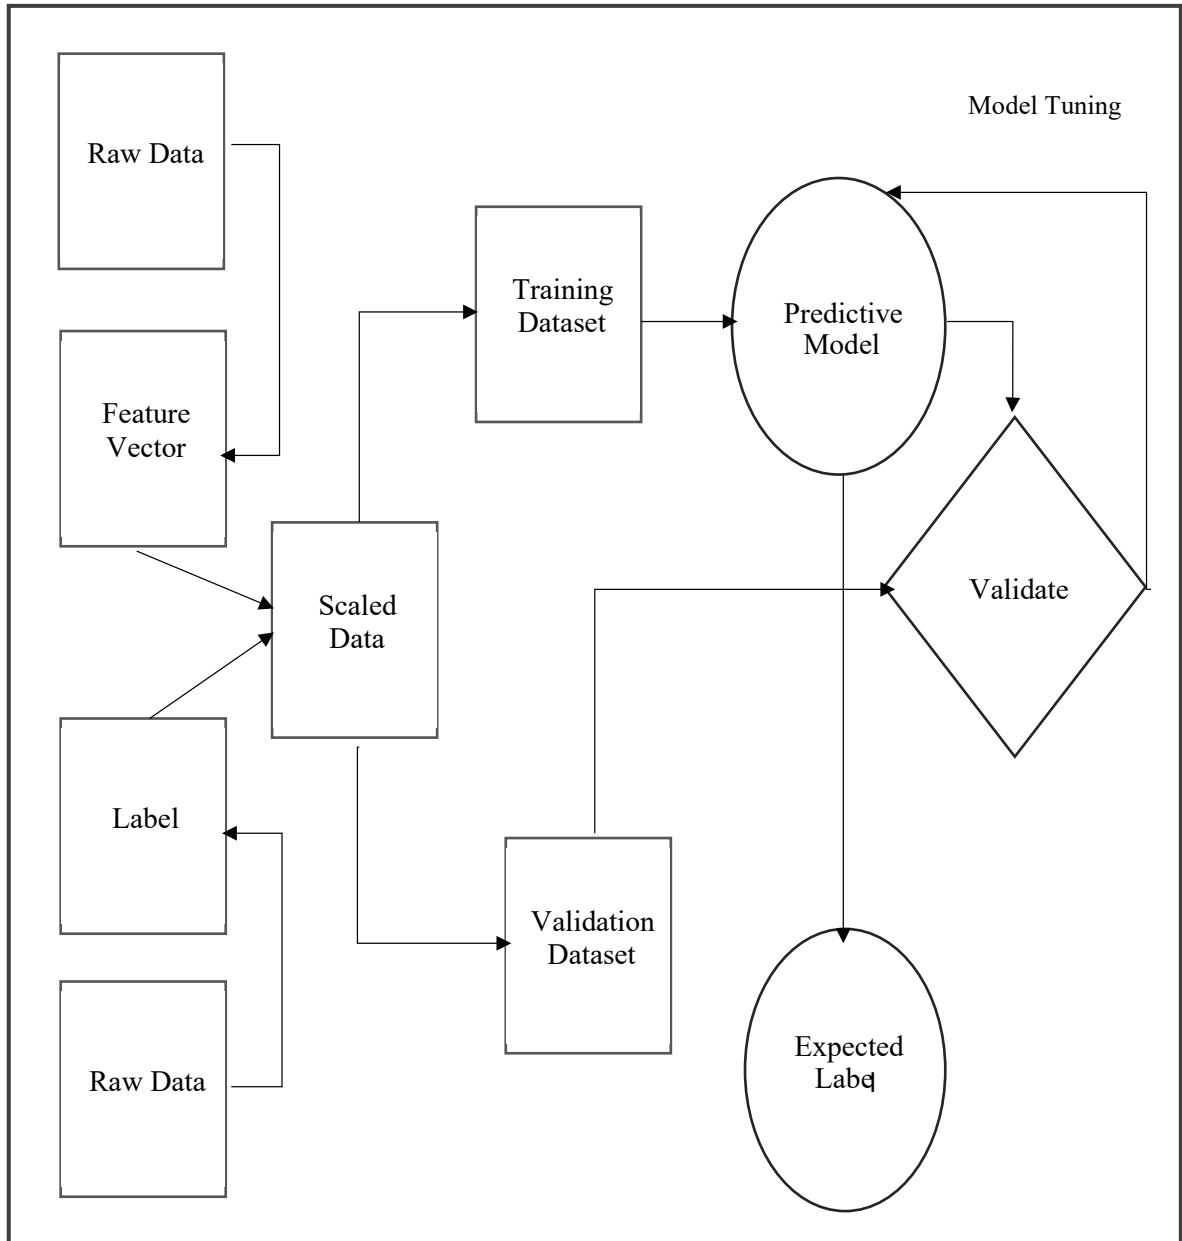 Model Tuning
Raw Data
Training
Dataset
Predictive
Model
Feature
Vector
Scaled
Data
Validate
Label
Validation
Dataset
Raw Data
Expected
Label